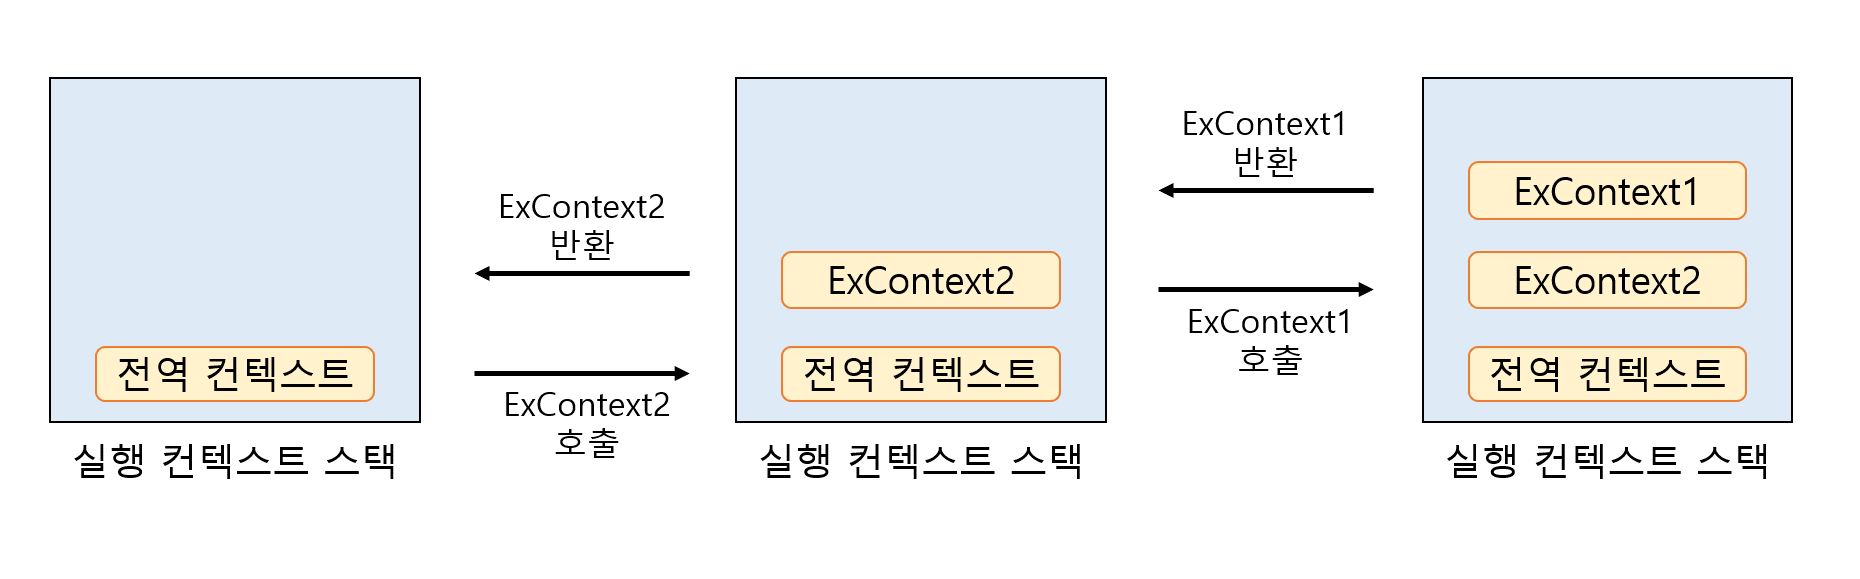 전역 컨텍스트
실행 컨텍스트 스택
ExContext2
반환
ExContext2
호출
ExContext2
전역 컨텍스트
실행 컨텍스트 스택
ExContext1
반환
ExContext1
호출
ExContext1
ExContext2
전역 컨텍스트
실행 컨텍스트 스택